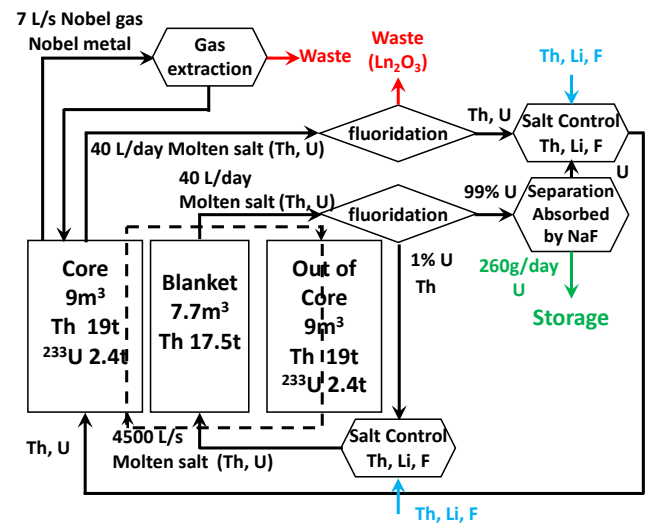 7 L/s Nobel gas
Nobel metal
Gas
extraction
Waste
Waste
(Ln₂O₃)
Th, Li, F
40 L/day Molten salt (Th, U)
fluoridation
Th, U
Salt Control
Th, Li, F
40 L/day
Molten salt (Th, U)
fluoridation
99% U
U
Separation
Absorbed
by NaF
Core
9m³
Th 19t
²³³U 2.4t
Blanket
7.7m³
Th 17.5t
Out of
Core
9m³
Th 19t
²³³U 2.4t
1% U
Th
260g/day
U
Storage
Th, U
4500 L/s
Molten salt (Th, U)
Salt Control
Th, Li, F
Th, Li, F